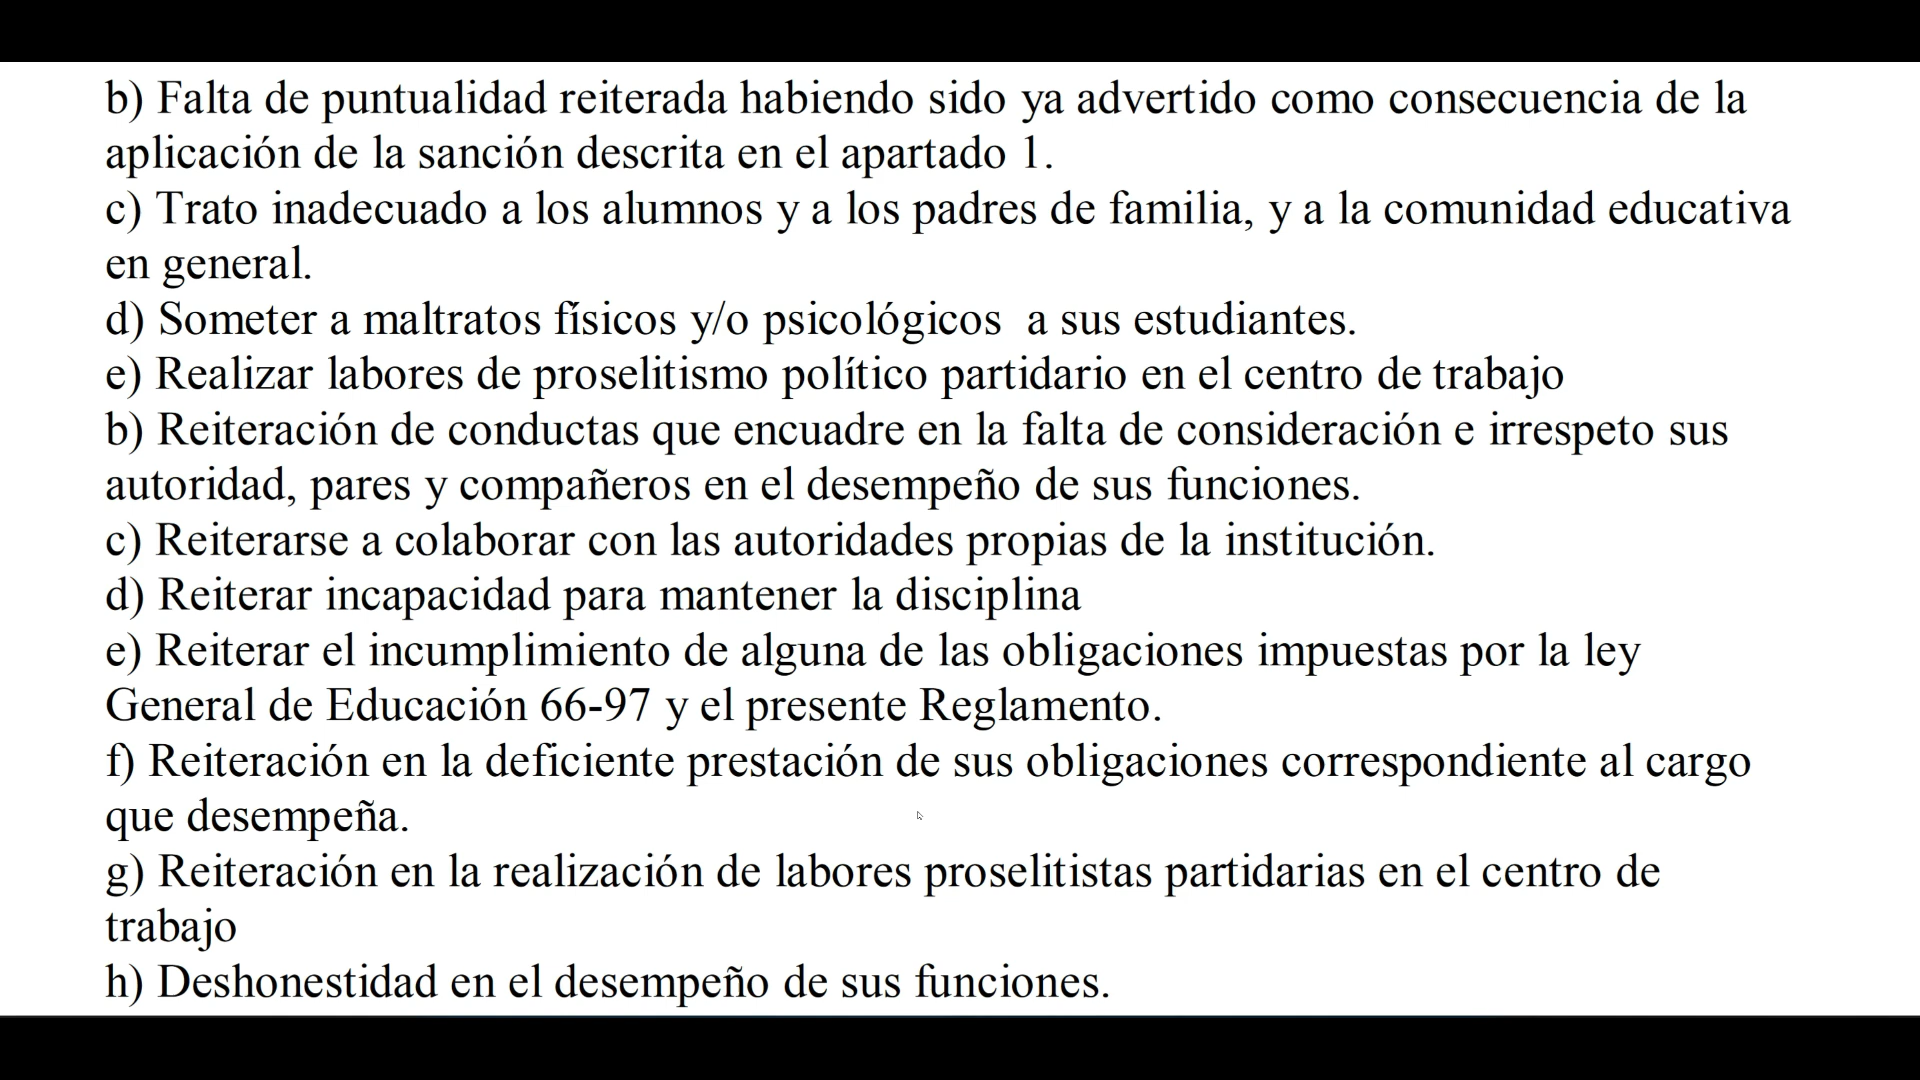 b) Falta de puntualidad reiterada habiendo sido ya advertido como consecuencia de la
aplicación de la sanción descrita en el apartado 1.
c) Trato inadecuado a los alumnos y a los padres de familia, y a la comunidad educativa
en general.
d) Someter a maltratos físicos y/o psicológicos  a sus estudiantes.
e) Realizar labores de proselitismo político partidario en el centro de trabajo
b) Reiteración de conductas que encuadre en la falta de consideración e irrespeto sus
autoridad, pares y compañeros en el desempeño de sus funciones.
c) Reiterarse a colaborar con las autoridades propias de la institución.
d) Reiterar incapacidad para mantener la disciplina
e) Reiterar el incumplimiento de alguna de las obligaciones impuestas por la ley
General de Educación 66-97 y el presente Reglamento.
f) Reiteración en la deficiente prestación de sus obligaciones correspondiente al cargo
que desempeña.
g) Reiteración en la realización de labores proselitistas partidarias en el centro de
trabajo
h) Deshonestidad en el desempeño de sus funciones.